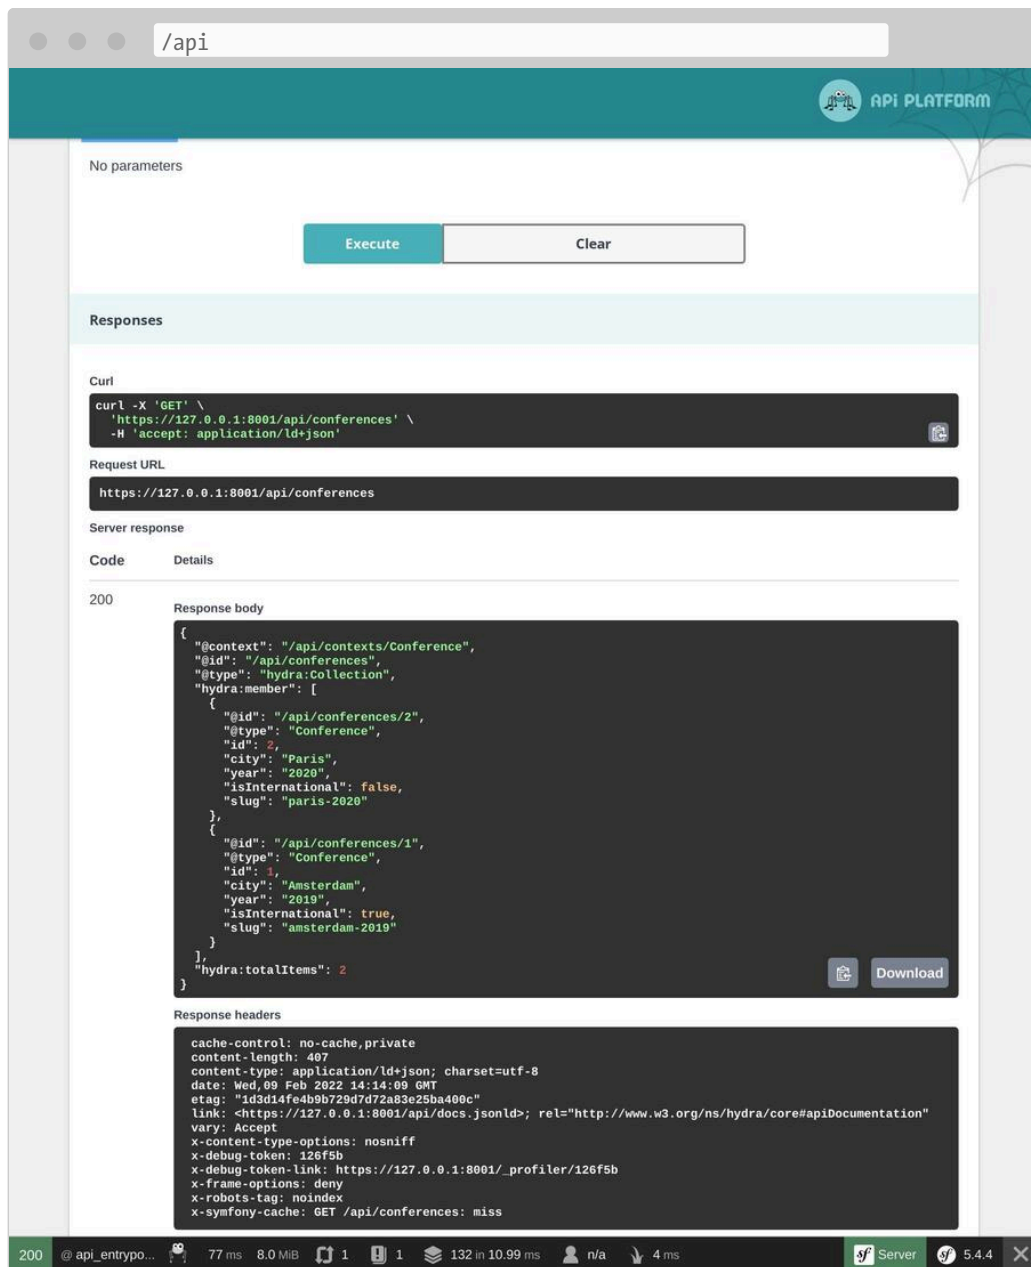 /api
API PLATFORM
No parameters
Execute Clear
Responses
Curl
curl -X 'GET' \
'https://127.0.0.1:8001/api/conferences' \
-H 'accept: application/ld+json'
Request URL
https://127.0.0.1:8001/api/conferences
Server response
Code Details
200
Response body
{
"@context": "/api/contexts/Conference",
"@id": "/api/conferences",
"@type": "hydra:Collection",
"hydra:member": [
{
"@id": "/api/conferences/2",
"@type": "Conference",
"id": 2,
"city": "Paris",
"year": "2020",
"isInternational": false,
"slug": "paris-2020"
},
{
"@id": "/api/conferences/1",
"@type": "Conference",
"id": 1,
"city": "Amsterdam",
"year": "2019",
"isInternational": true,
"slug": "amsterdam-2019"
}
],
"hydra:totalItems": 2
}
Download
Response headers
cache-control: no-cache,private
content-length: 407
content-type: application/ld+json; charset=utf-8
date: Wed,09 Feb 2022 14:14:09 GMT
etag: "1d3d14fe4b9b729d7d72a83e25ba400c"
link: <https://127.0.0.1:8001/api/docs.jsonld>; rel="http://www.w3.org/ns/hydra/core#apiDocumentation"
vary: Accept
x-content-type-options: nosniff
x-debug-token: 126f5b
x-debug-token-link: https://127.0.0.1:8001/_profiler/126f5b
x-frame-options: deny
x-robots-tag: noindex
x-symfony-cache: GET /api/conferences: miss
200 @ api_entrypo... 77 ms 8.0 MiB 1 1 132 in 10.99 ms n/a 4 ms sf Server sf 5.4.4